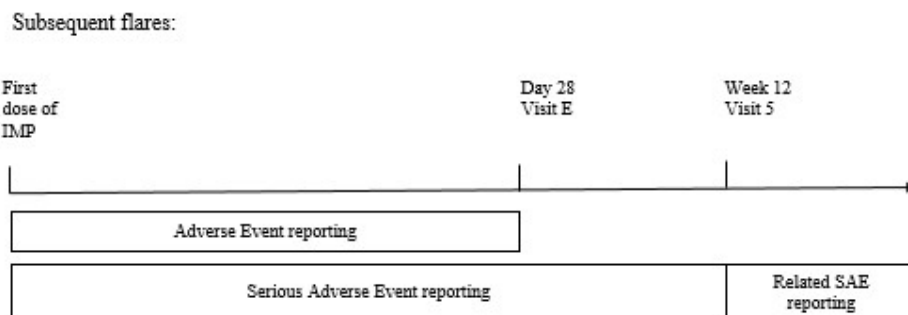 Subsequent flares:
First
dose of
IMP
Day 28
Visit E
Week 12
Visit 5
Adverse Event reporting
Serious Adverse Event reporting
Related SAE
reporting